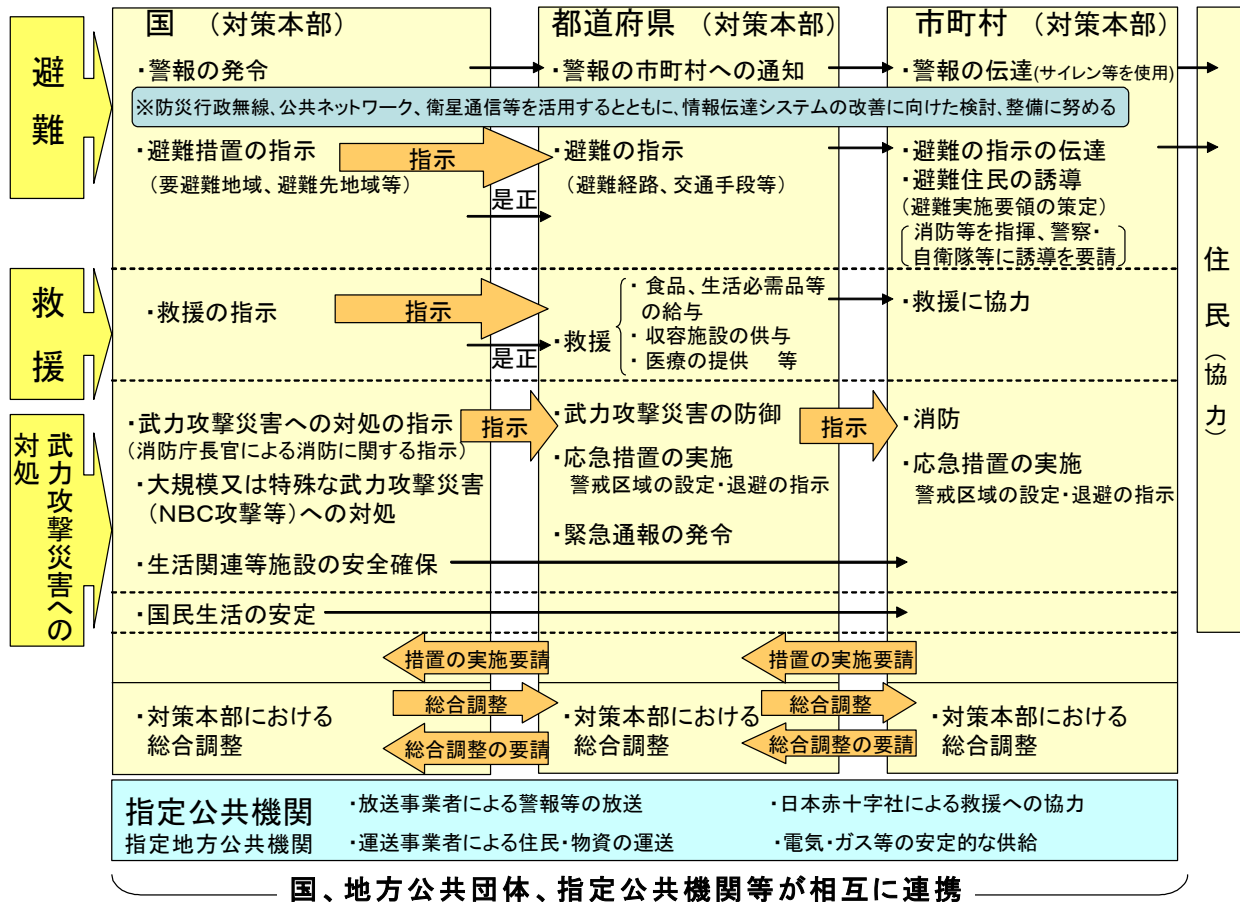 国 （対策本部）
都道府県 （対策本部）
市町村 （対策本部）
避難
・警報の発令
・警報の市町村への通知
・警報の伝達(サイレン等を使用)
※防災行政無線、公共ネットワーク、衛星通信等を活用するとともに、情報伝達システムの改善に向けた検討、整備に努める
・避難措置の指示
（要避難地域、避難先地域等）
指示
是正
・避難の指示
（避難経路、交通手段等）
・避難の指示の伝達
・避難住民の誘導
（避難実施要領の策定）
消防等を指揮、警察・
自衛隊等に誘導を要請
住民（協力）
救援
・救援の指示
指示
是正
・救援
・食品、生活必需品等
の給与
・収容施設の供与
・医療の提供 等
・救援に協力
武力攻撃災害への
対処
・武力攻撃災害への対処の指示
（消防庁長官による消防に関する指示）
・大規模又は特殊な武力攻撃災害
（NBC攻撃等）への対処
・生活関連等施設の安全確保
指示
・武力攻撃災害の防御
・応急措置の実施
警戒区域の設定・退避の指示
・緊急通報の発令
指示
・消防
・応急措置の実施
警戒区域の設定・退避の指示
・国民生活の安定
措置の実施要請
措置の実施要請
・対策本部における
総合調整
総合調整
総合調整の要請
・対策本部における
総合調整
総合調整
総合調整の要請
・対策本部における
総合調整
指定公共機関
指定地方公共機関
・放送事業者による警報等の放送
・日本赤十字社による救援への協力
・運送事業者による住民・物資の運送
・電気・ガス等の安定的な供給
国、地方公共団体、指定公共機関等が相互に連携